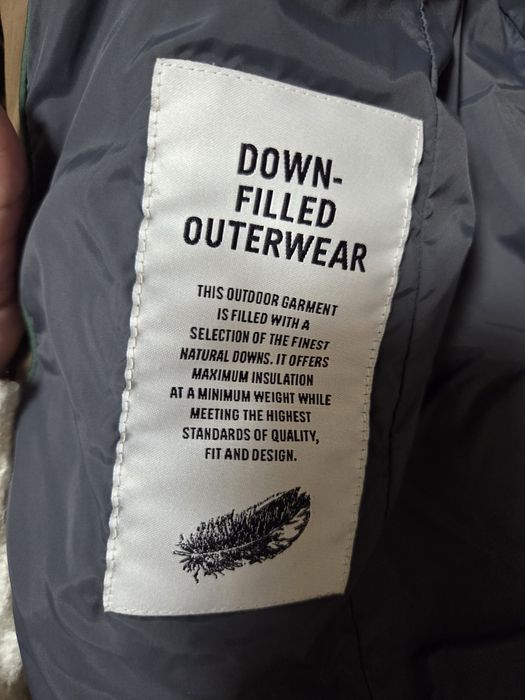 DOWN-
FILLED
OUTERWEAR
THIS OUTDOOR GARMENT
IS FILLED WITH A
SELECTION OF THE FINEST
NATURAL DOWNS. IT OFFERS
MAXIMUM INSULATION
AT A MINIMUM WEIGHT WHILE
MEETING THE HIGHEST
STANDARDS OF QUALITY,
FIT AND DESIGN.